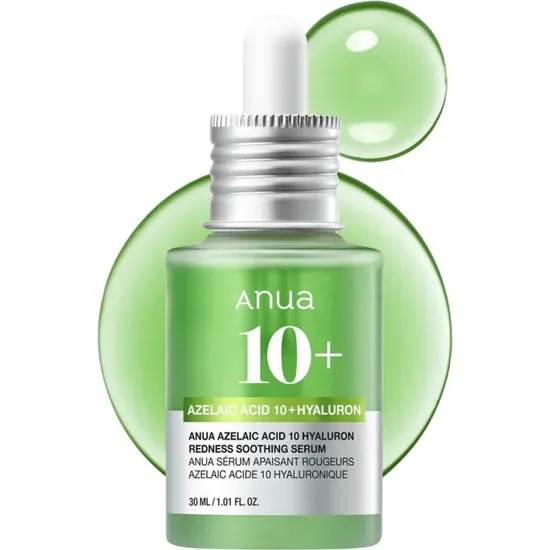 Anua
10+
AZELAIC ACID 10+HYALURON
ANUA AZELAIC ACID 10 HYALURON
REDNESS SOOTHING SERUM
ANUA SÉRUM APAISANT ROUGEURS
AZELAIC ACIDE 10 HYALURONIQUE
30 ML / 1.01 FL. OZ.